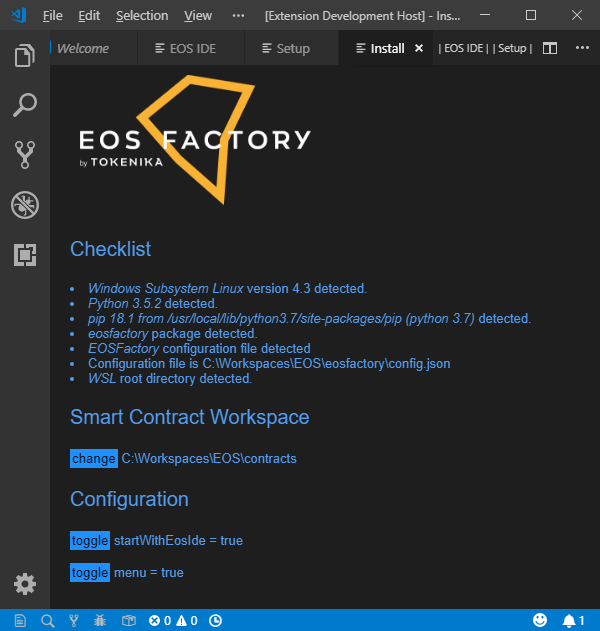 File Edit Selection View ··· [Extension Development Host] - Ins...
Welcome EOS IDE Setup Install | EOS IDE | | Setup | ···
EOS FACTORY
by TOKENIKA
Checklist
• Windows Subsystem Linux version 4.3 detected.
• Python 3.5.2 detected.
• pip 18.1 from /usr/local/lib/python3.7/site-packages/pip (python 3.7) detected.
• eosfactory package detected.
• EOSFactory configuration file detected
• Configuration file is C:\Workspaces\EOS\eosfactory\config.json
• WSL root directory detected.
Smart Contract Workspace
change C:\Workspaces\EOS\contracts
Configuration
toggle startWithEosIde = true
toggle menu = true
0 0 1